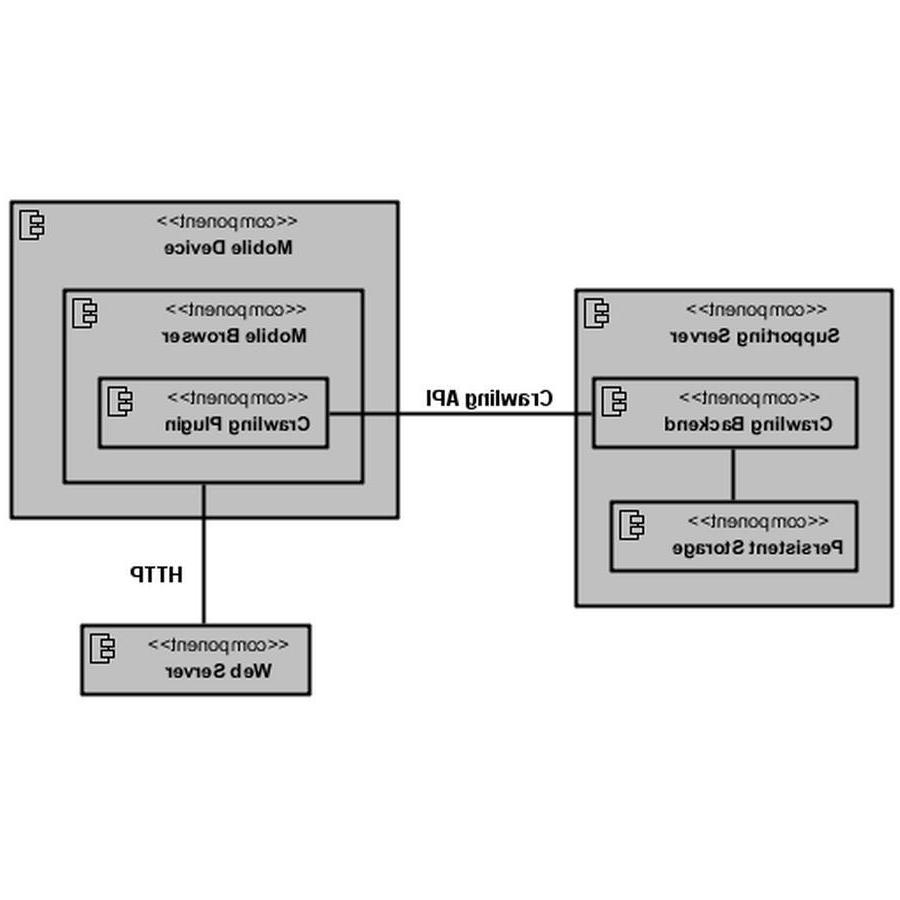 <<component>>
Mobile Device
<<component>>
Mobile Browser
<<component>>
Crawling Plugin
Crawling API
<<component>>
Supporting Server
<<component>>
Crawling Backend
<<component>>
Persistent Storage
HTTP
<<component>>
Web Server